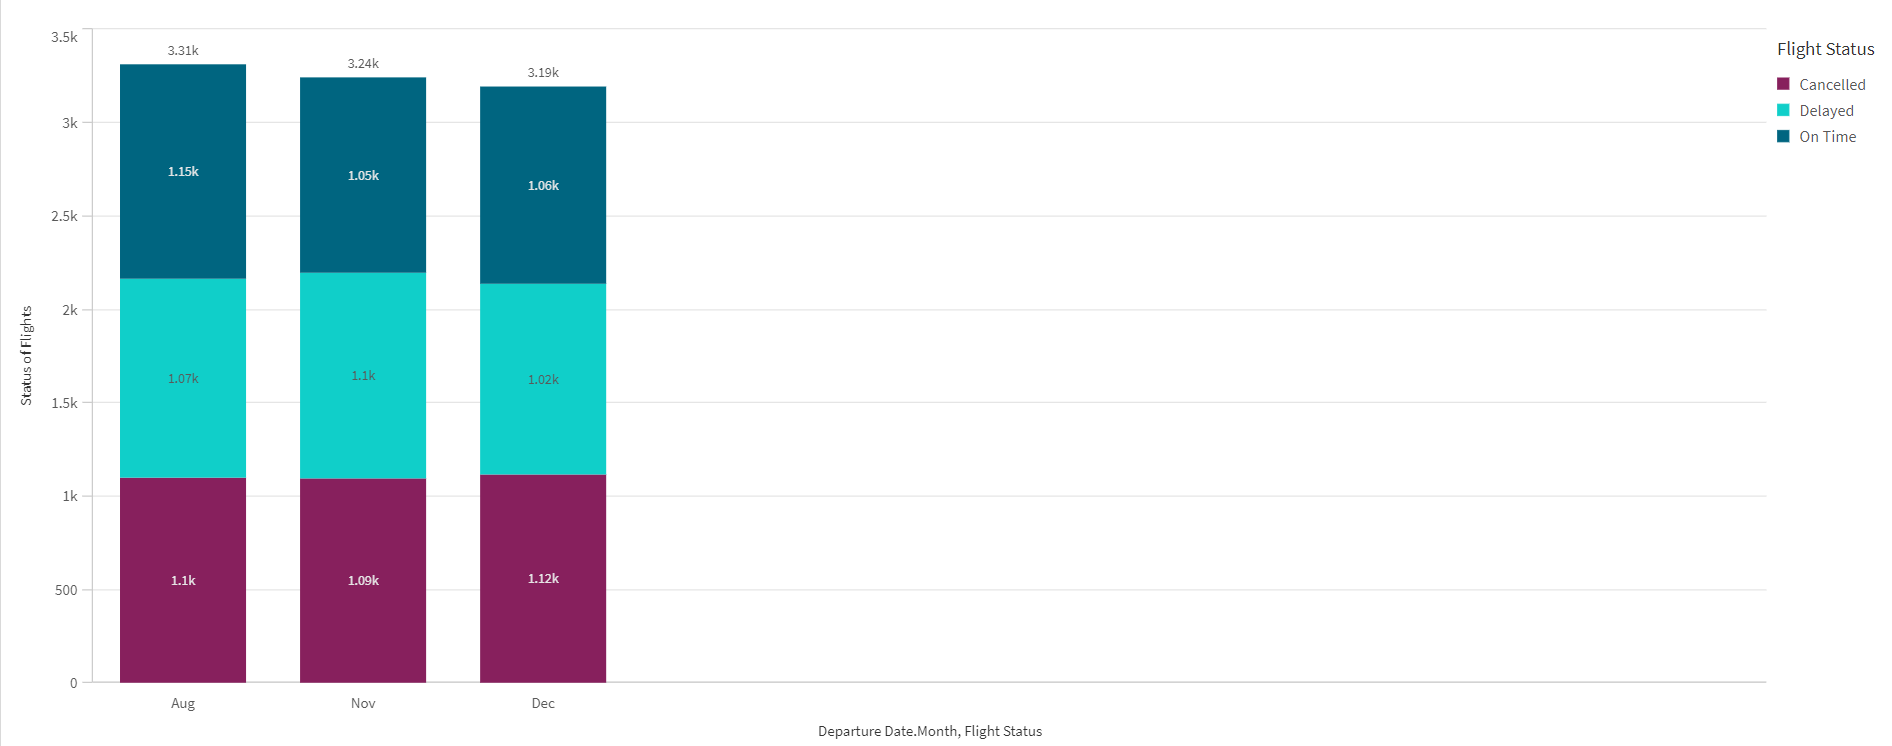 3.5k
3k
2.5k
2k
1.5k
1k
500
0
Status of Flights
3.31k
1.15k
1.07k
1.1k
3.24k
1.05k
1.1k
1.09k
3.19k
1.06k
1.02k
1.12k
Aug
Nov
Dec
Departure Date.Month, Flight Status
Flight Status
Cancelled
Delayed
On Time